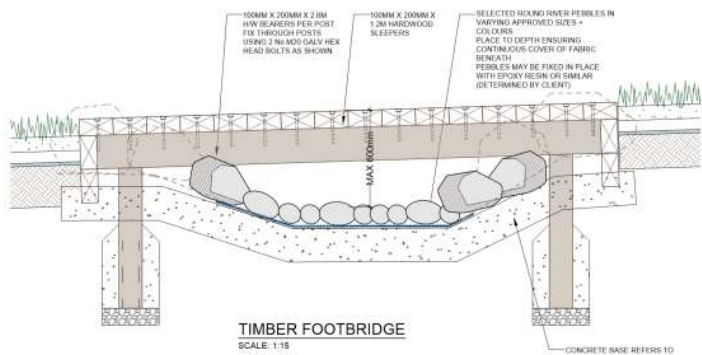 100MM X 200MM X 2.6M
H/W BEARERS PER POST
FIX THROUGH POSTS
USING 2 No M20 GALV HEX
HEAD BOLTS AS SHOWN
100MM X 200MM X
1.2M HARDWOOD
SLEEPERS
SELECTED ROUND RIVER PEBBLES IN
VARYING APPROVED SIZES +
COLOURS
PLACE TO DEPTH ENSURING
CONTINUOUS COVER OF FABRIC
BENEATH
PEBBLES MAY BE FIXED IN PLACE
WITH EPOXY RESIN OR SIMILAR
(DETERMINED BY CLIENT)
MAX 600mm
TIMBER FOOTBRIDGE
SCALE: 1:15
CONCRETE BASE REFERS TO